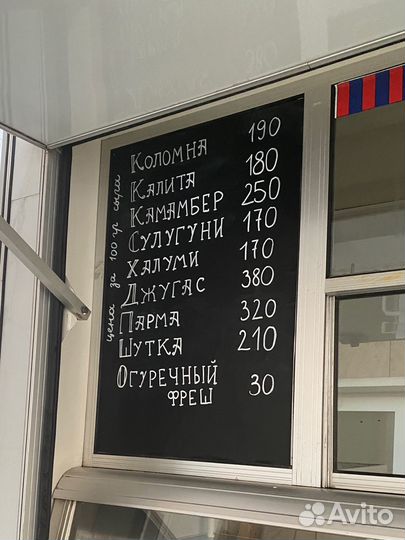 цена за 100 гр сыра
Коломна 190
Калита 180
Камамбер 250
Сулугуни 170
Халуми 170
Джугас 380
Парма 320
Шутка 210
Огуречный
фреш 30
Avito